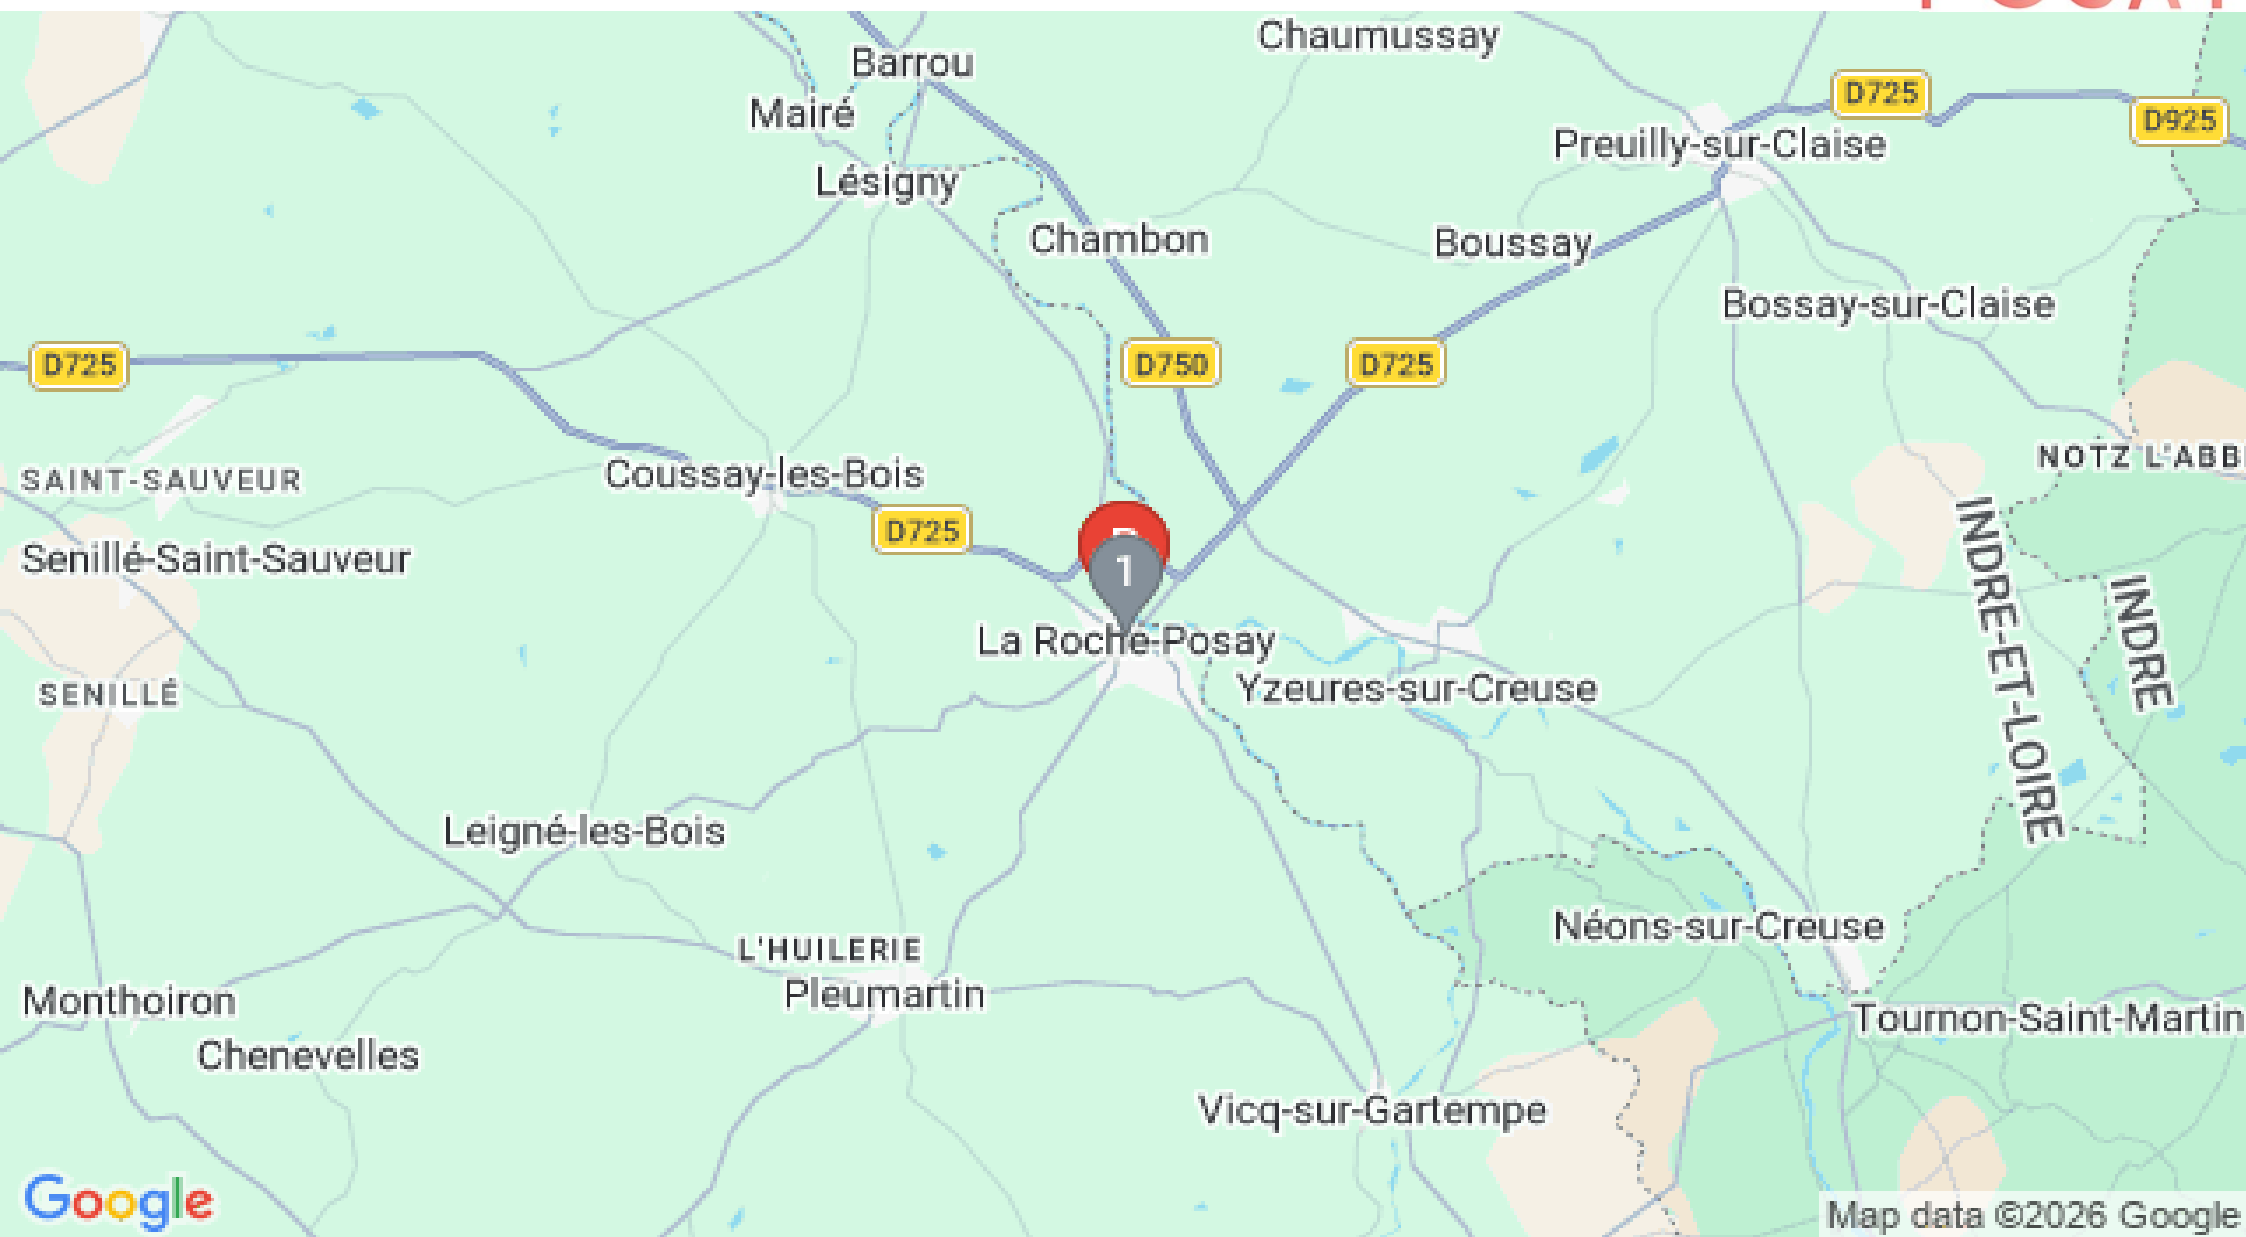 Chaumussay
Barrou
D725
Mairé
D925
Preuilly-sur-Claise
Lésigny
Chambon
Boussay
Bossay-sur-Claise
D725
D750
D725
NOTZ L'ABB
SAINT-SAUVEUR
Coussay-les-Bois
D725
Senillé-Saint-Sauveur
1
INDRE-ET-LOIRE
INDRE
La Roche-Posay
SENILLÉ
Yzeures-sur-Creuse
Leigné-les-Bois
Néons-sur-Creuse
L'HUILERIE
Pleumartin
Monthoiron
Tournon-Saint-Martin
Chenevelles
Vicq-sur-Gartempe
Google
Map data ©2026 Google